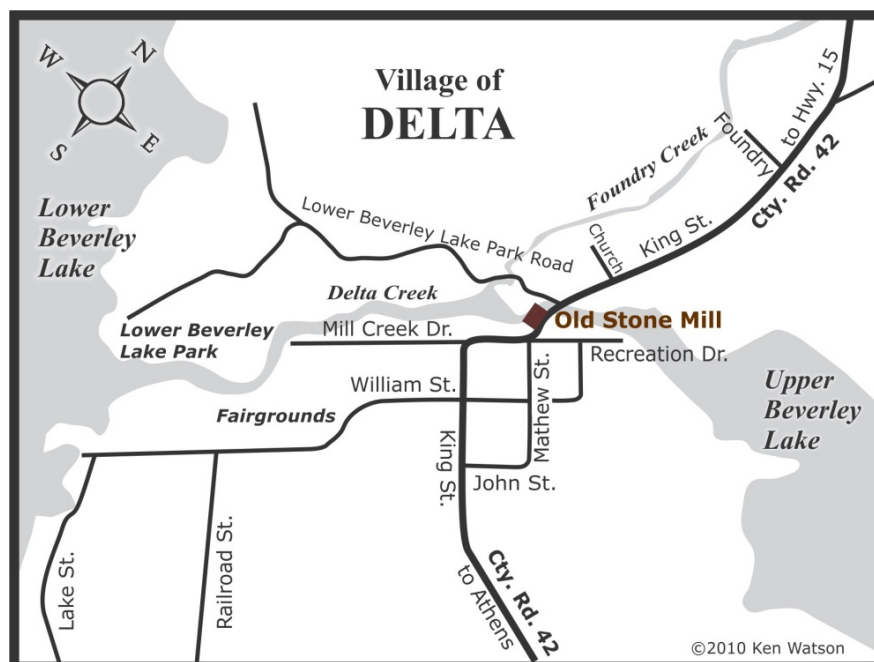 Village of
DELTA
W
N
S
E
to Hwy. 15
Cty. Rd. 42
Foundry
Foundry Creek
Lower
Beverley
Lake
Lower Beverley Lake Park Road
Church
King St.
Delta Creek
Old Stone Mill
Lower Beverley
Lake Park
Mill Creek Dr.
Recreation Dr.
William St.
Mathew St.
Upper
Beverley
Lake
Fairgrounds
King St.
John St.
Lake St.
Railroad St.
Cty. Rd. 42
to Athens
©2010 Ken Watson